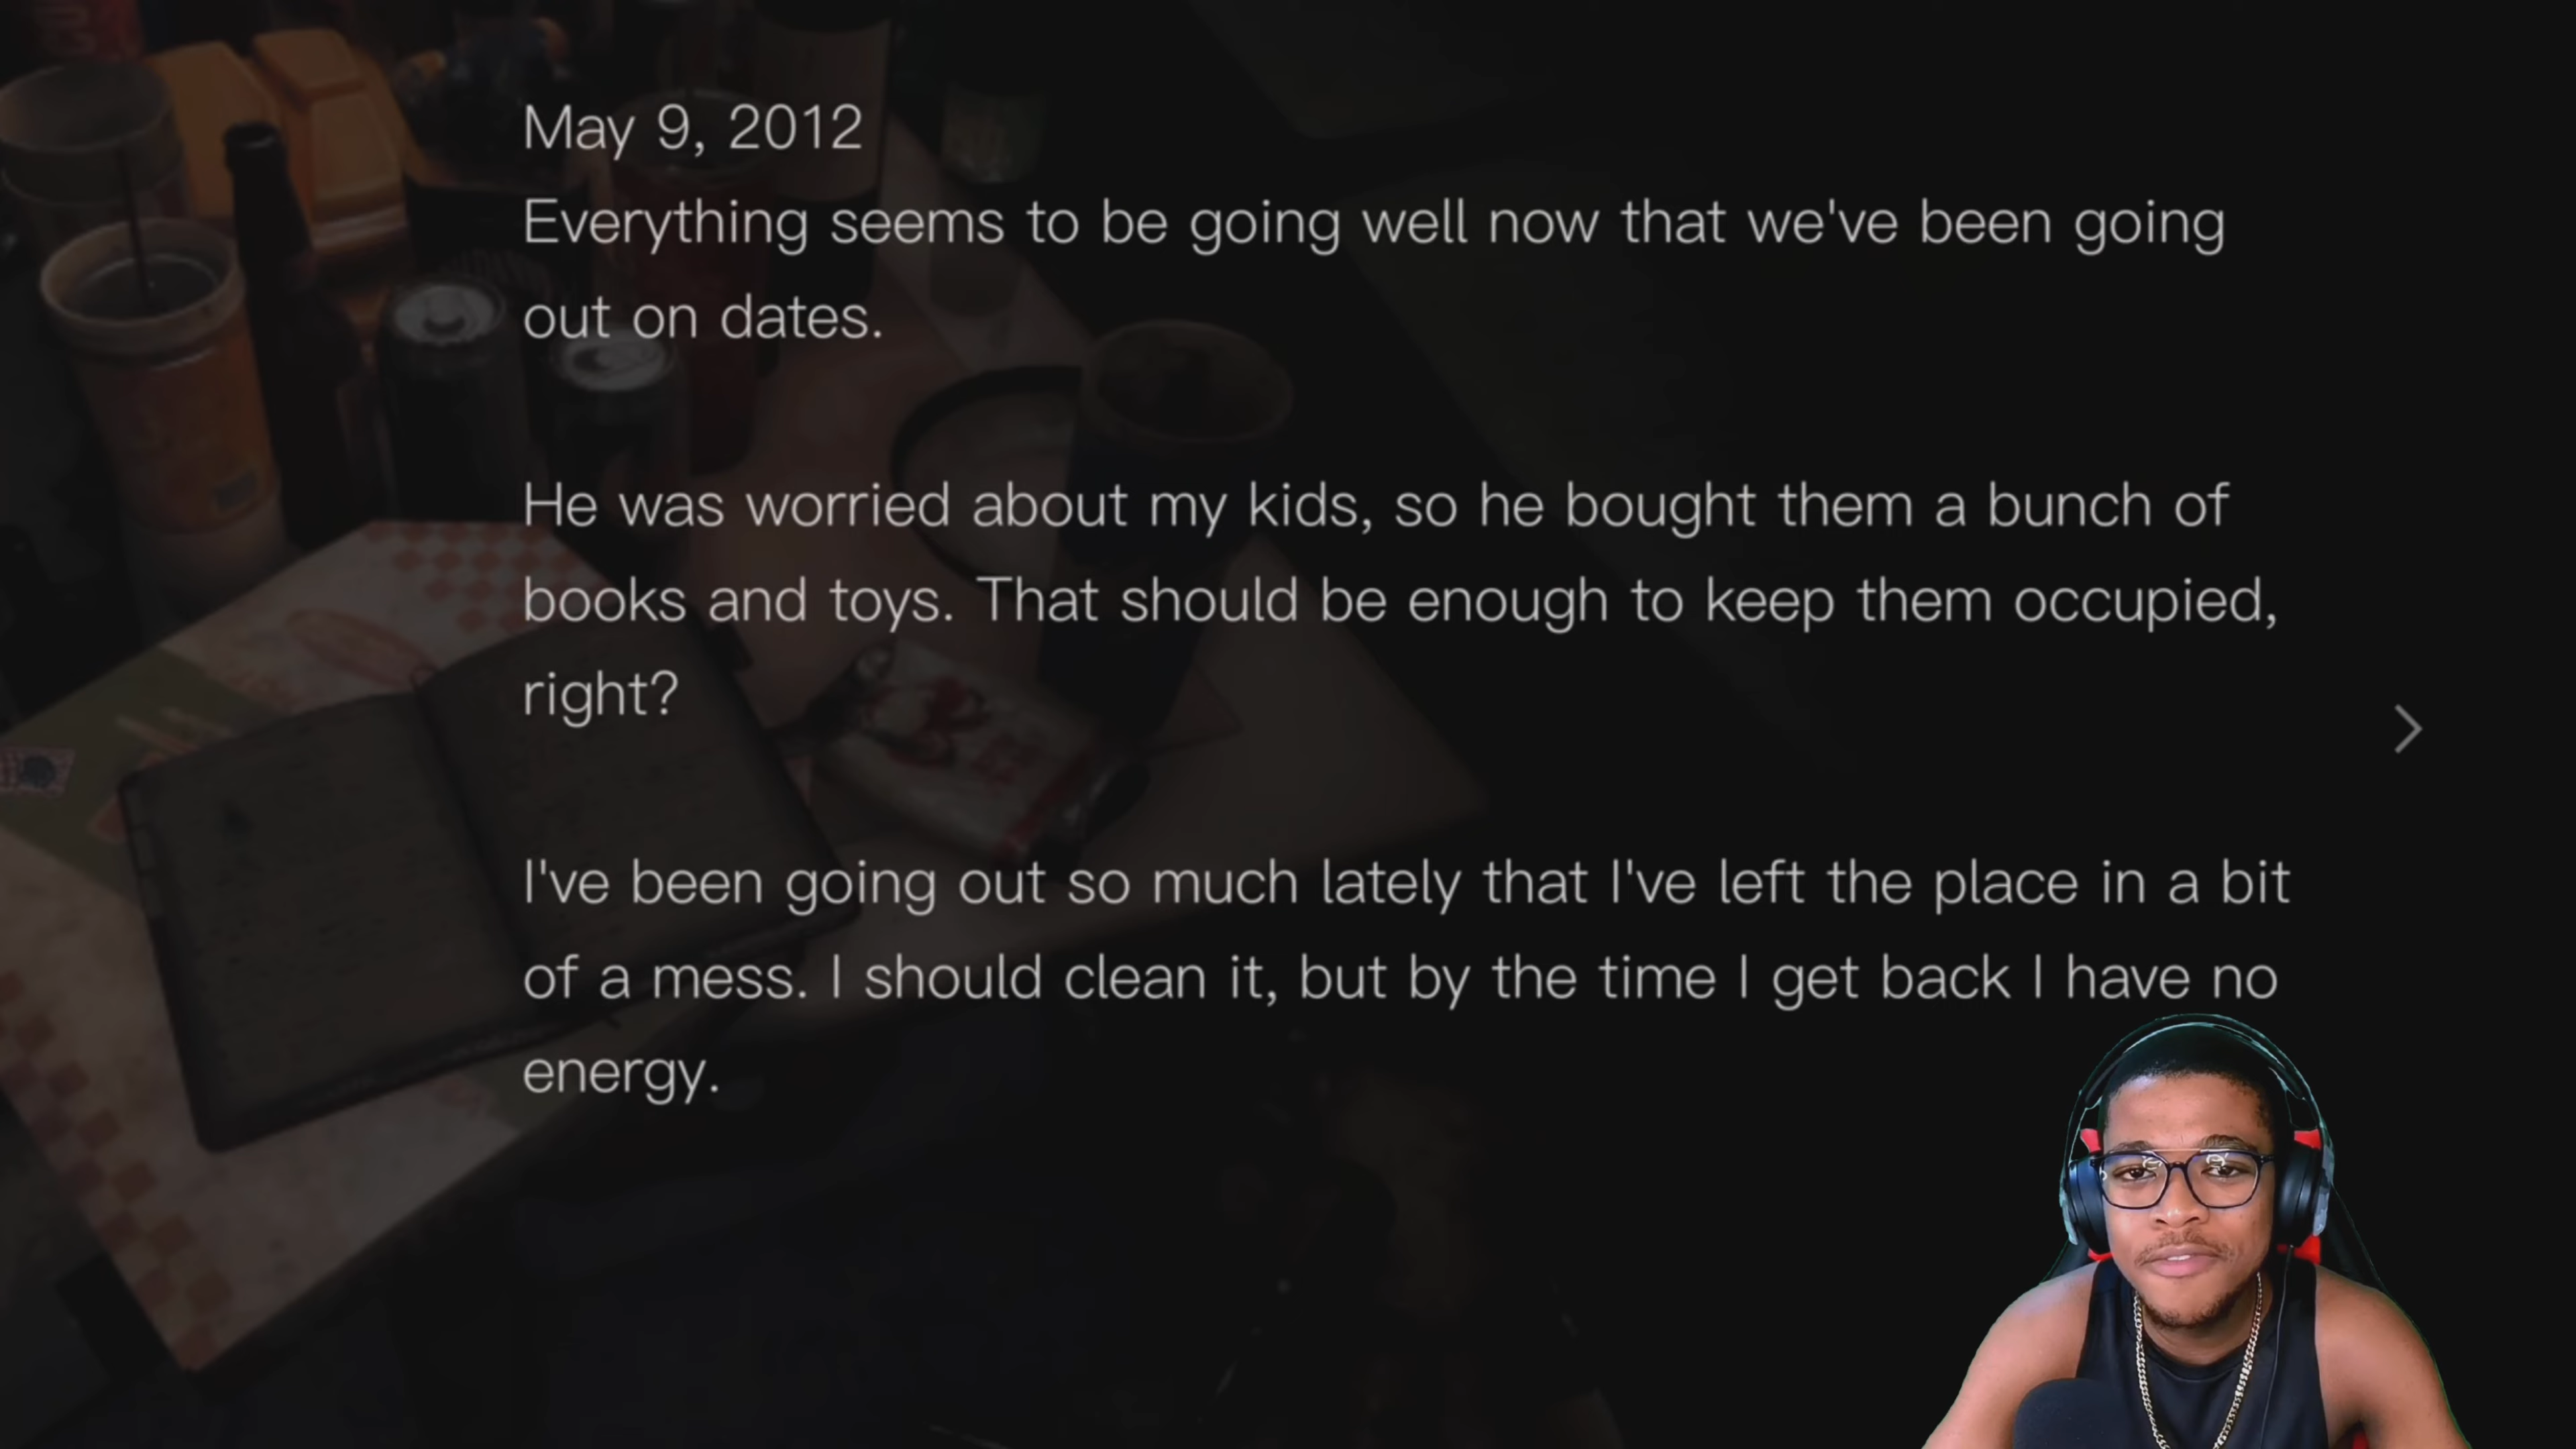 May 9, 2012
Everything seems to be going well now that we've been going
out on dates.
He was worried about my kids, so he bought them a bunch of
books and toys. That should be enough to keep them occupied,
right?
I've been going out so much lately that I've left the place in a bit
of a mess. I should clean it, but by the time I get back I have no
energy.